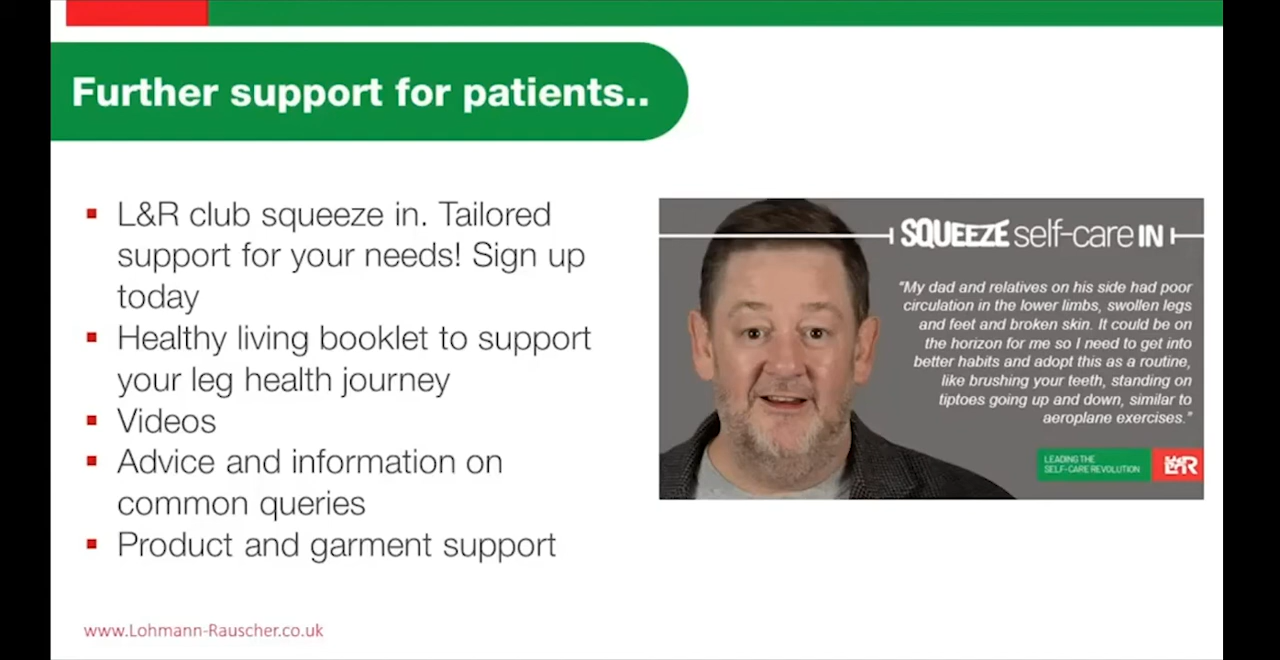 Further support for patients..
L&R club squeeze in. Tailored
support for your needs! Sign up
today
Healthy living booklet to support
your leg health journey
Videos
Advice and information on
common queries
Product and garment support
SQUEEZE self-care IN
"My dad and relatives on his side had poor
circulation in the lower limbs, swollen legs
and feet and broken skin. It could be on
the horizon for me so I need to get into
better habits and adopt this as a routine,
like brushing your teeth, standing on
tiptoes going up and down, similar to
aeroplane exercises."
LEADING THE
SELF-CARE REVOLUTION
L&R
www.Lohmann-Rauscher.co.uk